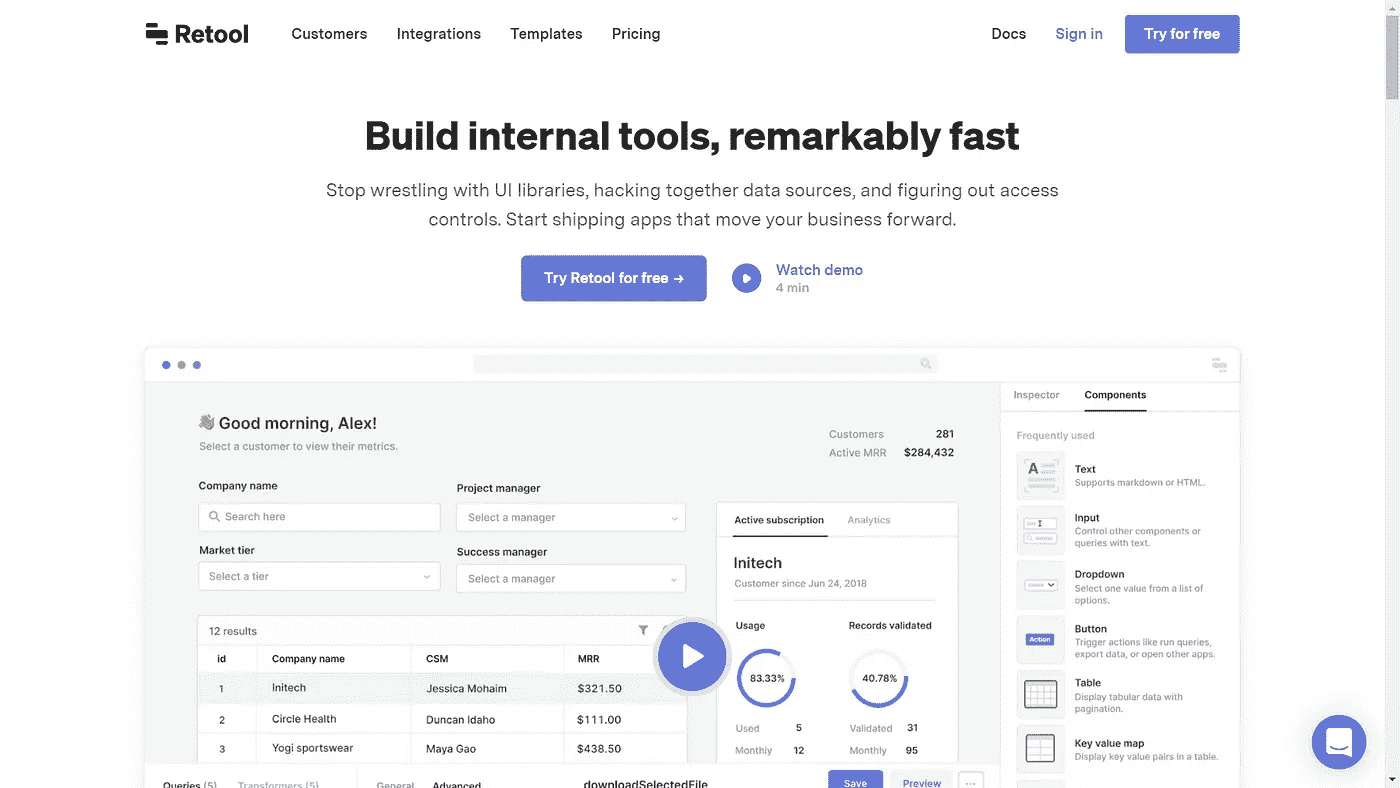 Retool
Customers
Integrations
Templates
Pricing
Docs
Sign in
Try for free
Build internal tools, remarkably fast
Stop wrestling with UI libraries, hacking together data sources, and figuring out access
controls. Start shipping apps that move your business forward.
Try Retool for free →
Watch demo
4 min
Good morning, Alex!
Select a customer to view their metrics.
Customers 281
Active MRR $284,432
Company name
Search here
Project manager
Select a manager
Market tier
Select a tier
Success manager
Select a manager
12 results
id Company name CSM MRR
1 Initech Jessica Mohaim $321.50
2 Circle Health Duncan Idaho $111.00
3 Yogi sportswear Maya Gao $438.50
Active subscription
Analytics
Initech
Customer since Jun 24, 2018
Usage
Records validated
83.33%
40.78%
Used 5
Validated 31
Monthly 12
Monthly 95
Inspector
Components
Frequently used
Text
Supports markdown or HTML.
Input
Control other components or
queries with text.
Dropdown
Select one value from a list of
options.
Action
Button
Trigger actions like run queries,
export data, or open other apps.
Table
Display tabular data with
pagination.
Key value map
Display key value pairs in a table.
Queries (5)
Transformers (5)
General
Advanced
downloadSelectedFile
Save
Preview
...